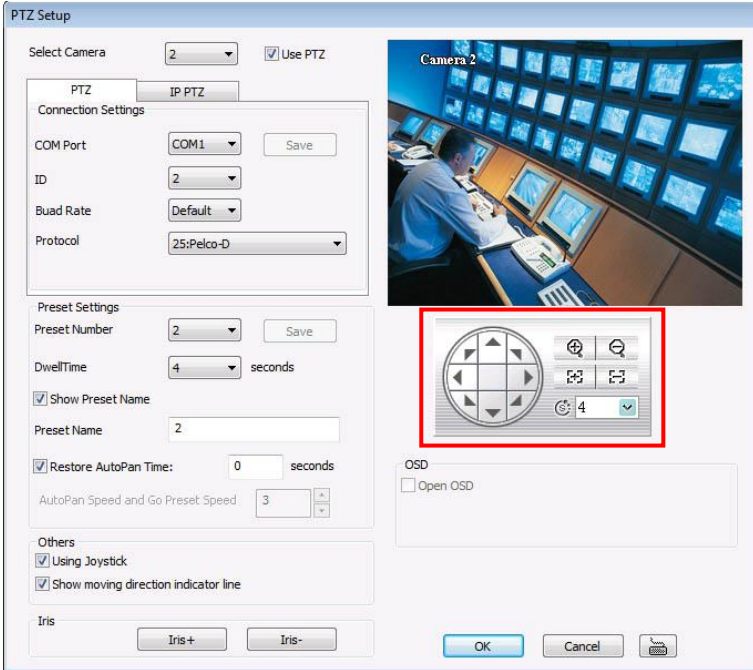 PTZ Setup
Select Camera 2 Use PTZ
PTZ IP PTZ
Connection Settings
COM Port COM1 Save
ID 2
Buad Rate Default
Protocol 25:Pelco-D
Preset Settings
Preset Number 2 Save
DwellTime 4 seconds
Show Preset Name
Preset Name 2
Restore AutoPan Time: 0 seconds
AutoPan Speed and Go Preset Speed 3
Others
Using Joystick
Show moving direction indicator line
Iris
Iris+ Iris-
Camera 2
S: 4
OSD
Open OSD
OK Cancel